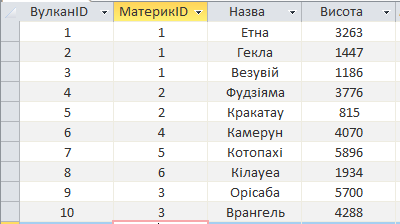 ВулканID МатерикID Назва Висота
1 1 Етна 3263
2 1 Гекла 1447
3 1 Везувій 1186
4 2 Фудзіяма 3776
5 2 Кракатау 815
6 4 Камерун 4070
7 5 Котопахі 5896
8 6 Кілауеа 1934
9 3 Орісаба 5700
10 3 Врангель 4288